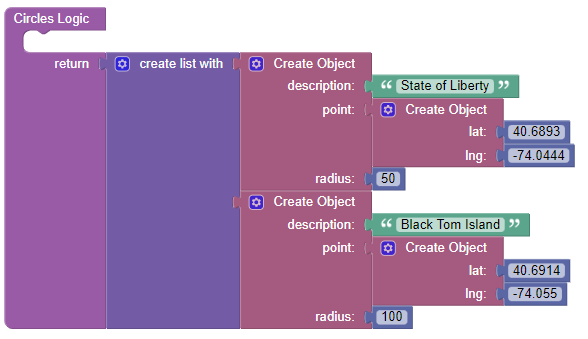 Circles Logic
return create list with Create Object
description: “ State of Liberty ”
point: Create Object
lat: 40.6893
lng: -74.0444
radius: 50
Create Object
description: “ Black Tom Island ”
point: Create Object
lat: 40.6914
lng: -74.055
radius: 100